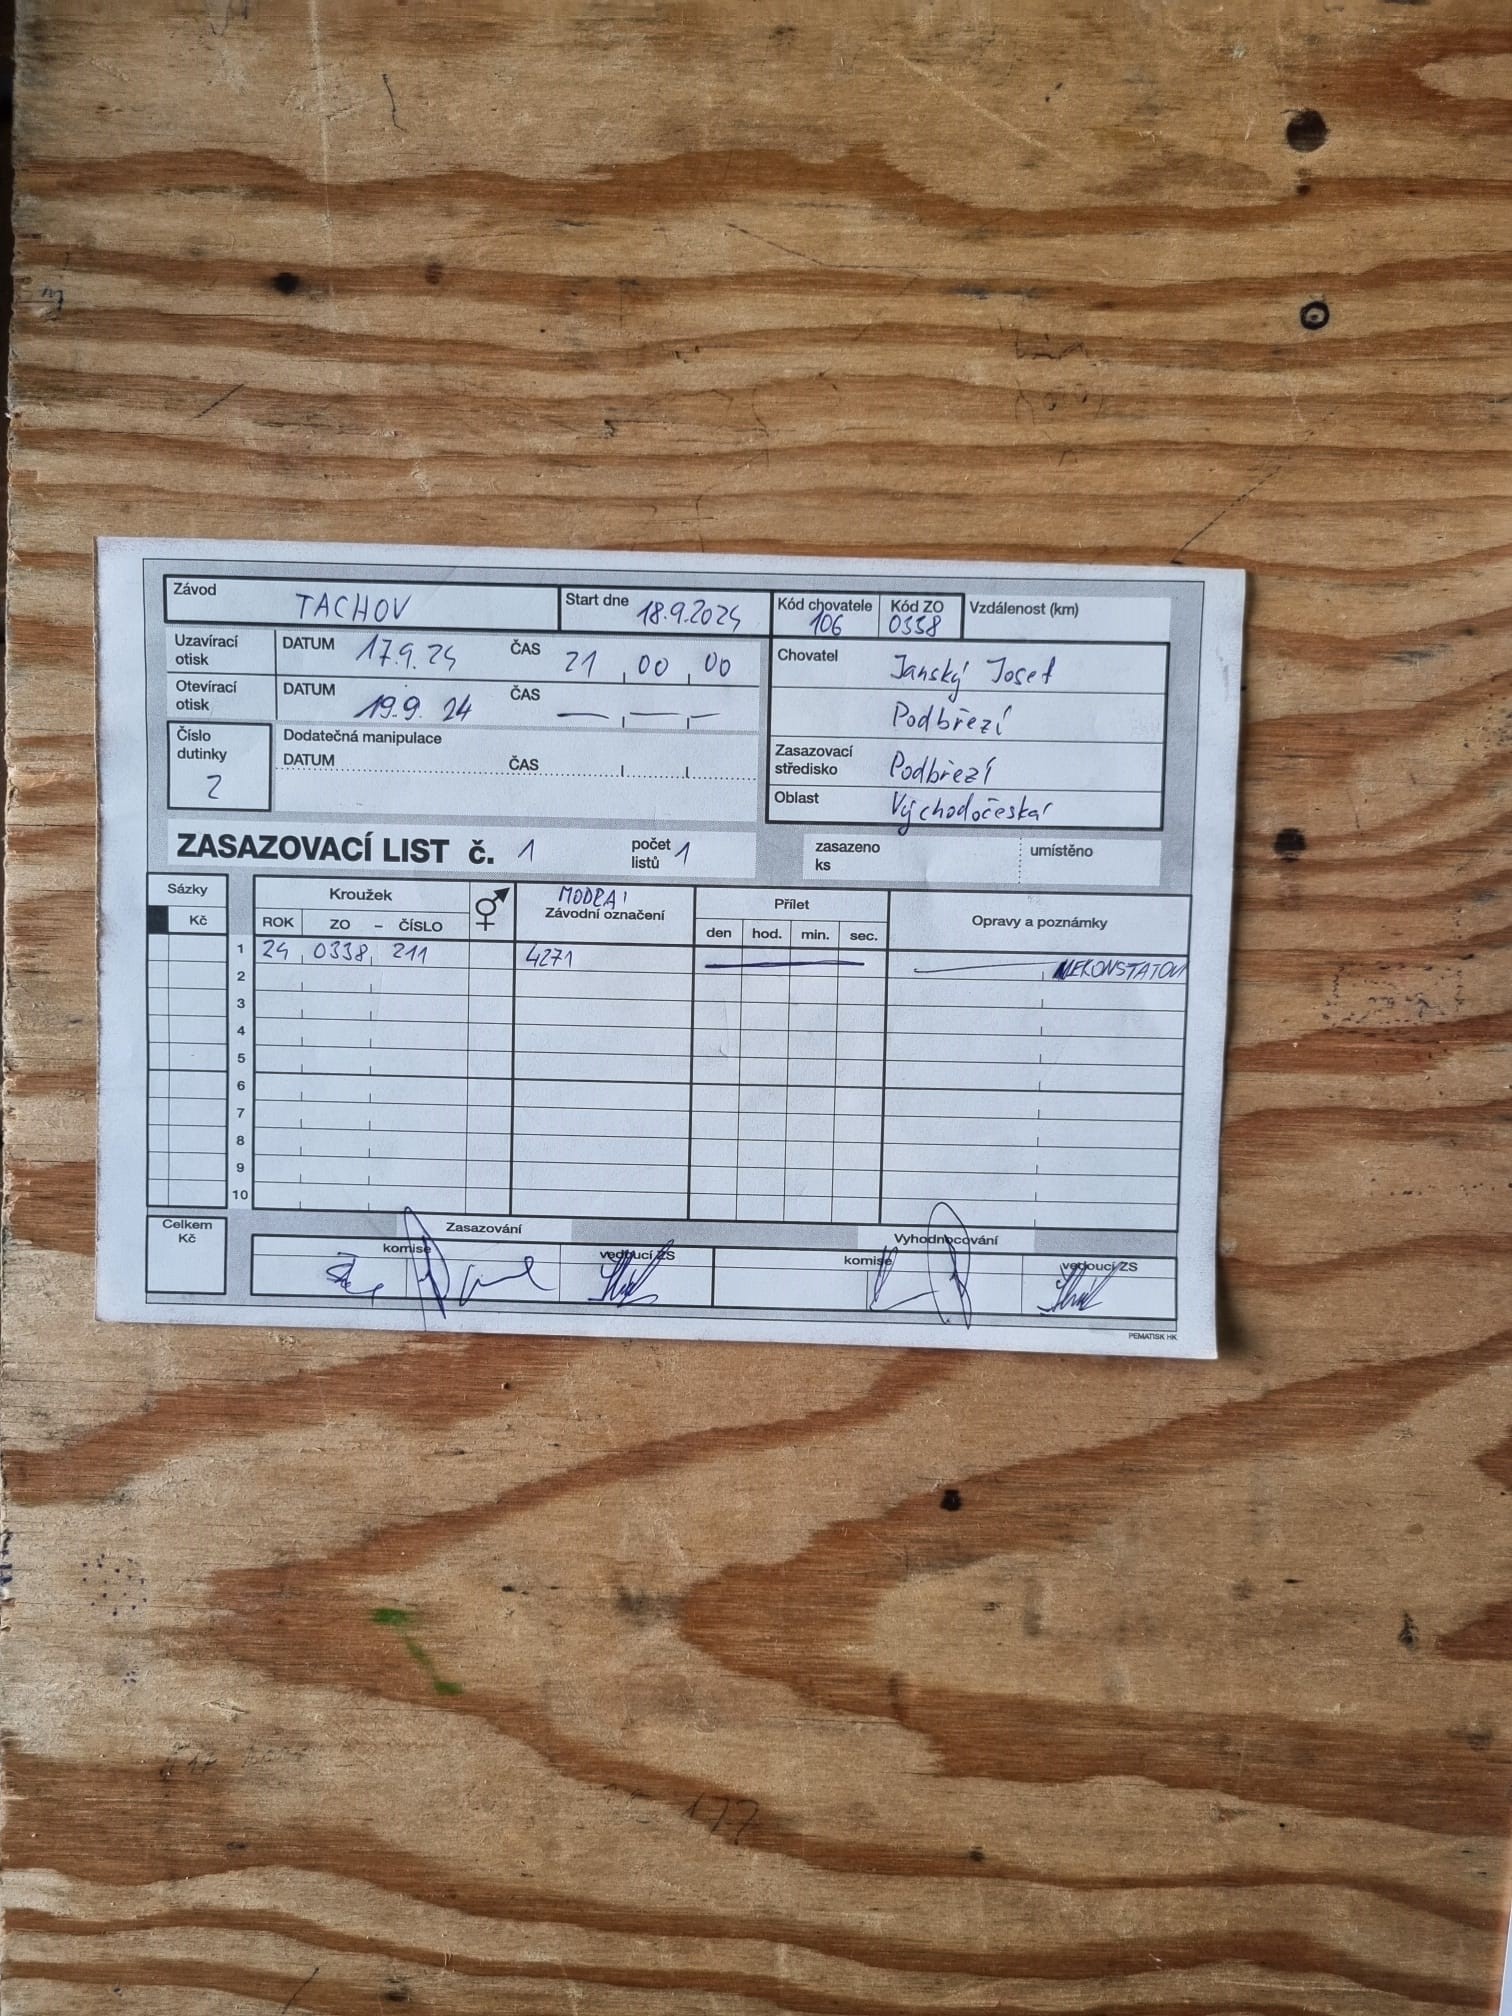 Závod TACHOV Start dne 18.9.2024 Kód chovatele 106 Kód ZO 0338 Vzdálenost (km)
Uzavírací otisk DATUM 17.9.24 ČAS 21 00 00
Otevírací otisk DATUM 19.9. 24 ČAS — — —
Chovatel Janský Josef
Podbřezí
Zasazovací středisko Podbřezí
Oblast Východočeská
Číslo dutinky 2
Dodatečná manipulace
DATUM ČAS
ZASAZOVACÍ LIST č. 1 počet listů 1 zasazeno ks umístěno
Sázky Kroužek MODRÁ Přílet Opravy a poznámky
Kč ROK ZO - ČÍSLO Závodní označení den hod. min. sec.
1 24 0338 211 4271 NEKONSTATOV
2
3
4
5
6
7
8
9
10
Celkem Kč
Zasazování Vyhodnocování
komise vedoucí ZS komise vedoucí ZS
PEMATISK HK